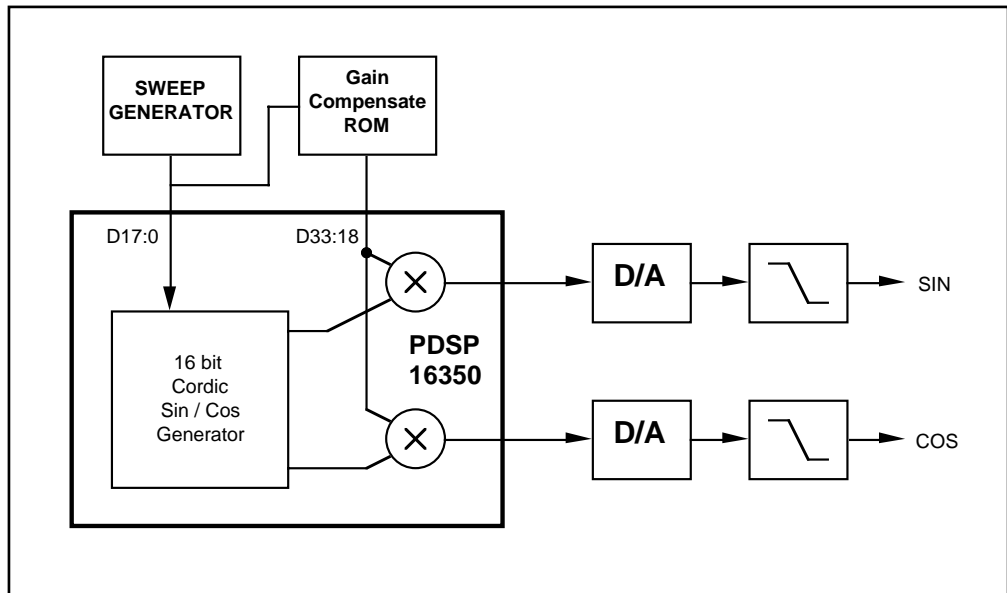 SWEEP
GENERATOR
Gain
Compensate
ROM
D17:0
D33:18
16 bit
Cordic
Sin / Cos
Generator
PDSP
16350
D/A
SIN
D/A
COS